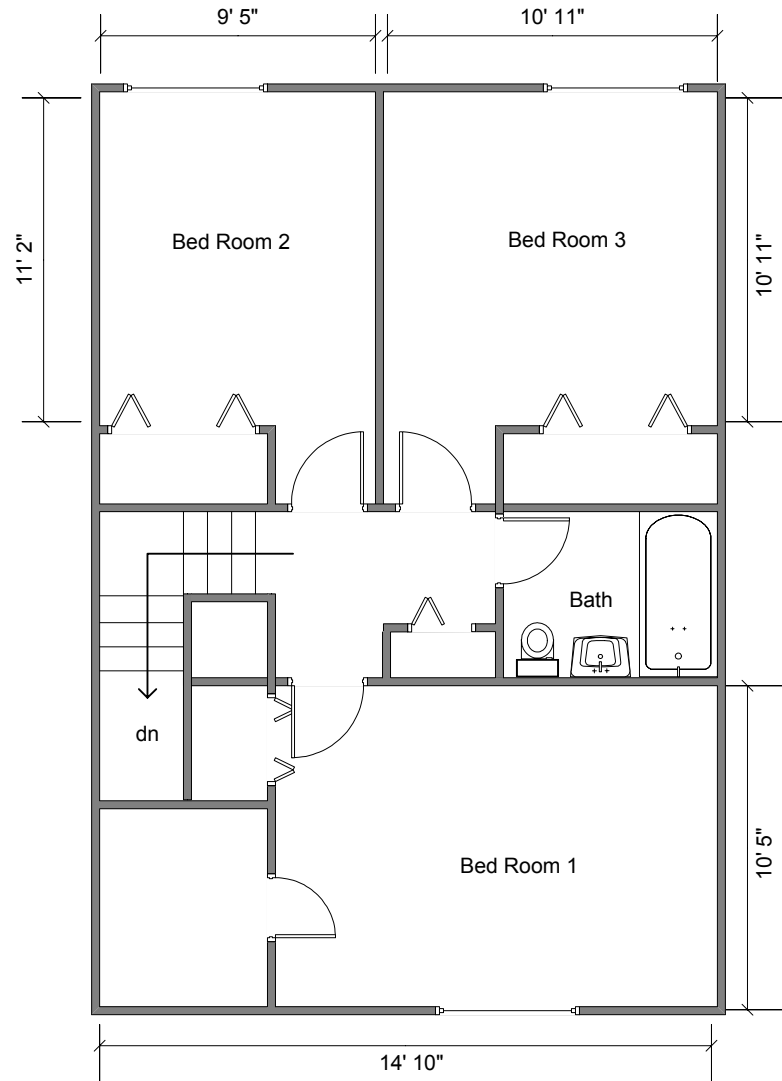 9' 5"
10' 11"
11' 2"
Bed Room 2
Bed Room 3
10' 11"
Bath
dn
Bed Room 1
10' 5"
14' 10"